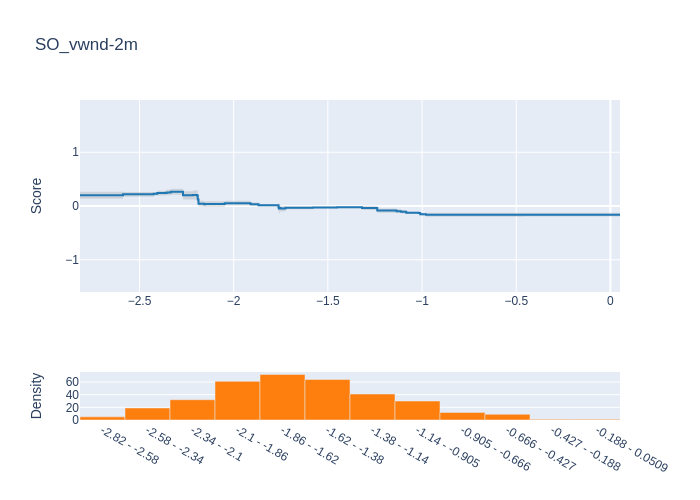 SO_vwnd-2m
Score
1
0
−1
−2.5
−2
−1.5
−1
−0.5
0
Density
60
40
20
0
-2.82 - -2.58
-2.58 - -2.34
-2.34 - -2.1
-2.1 - -1.86
-1.86 - -1.62
-1.62 - -1.38
-1.38 - -1.14
-1.14 - -0.905
-0.905 - -0.666
-0.666 - -0.427
-0.427 - -0.188
-0.188 - 0.0509